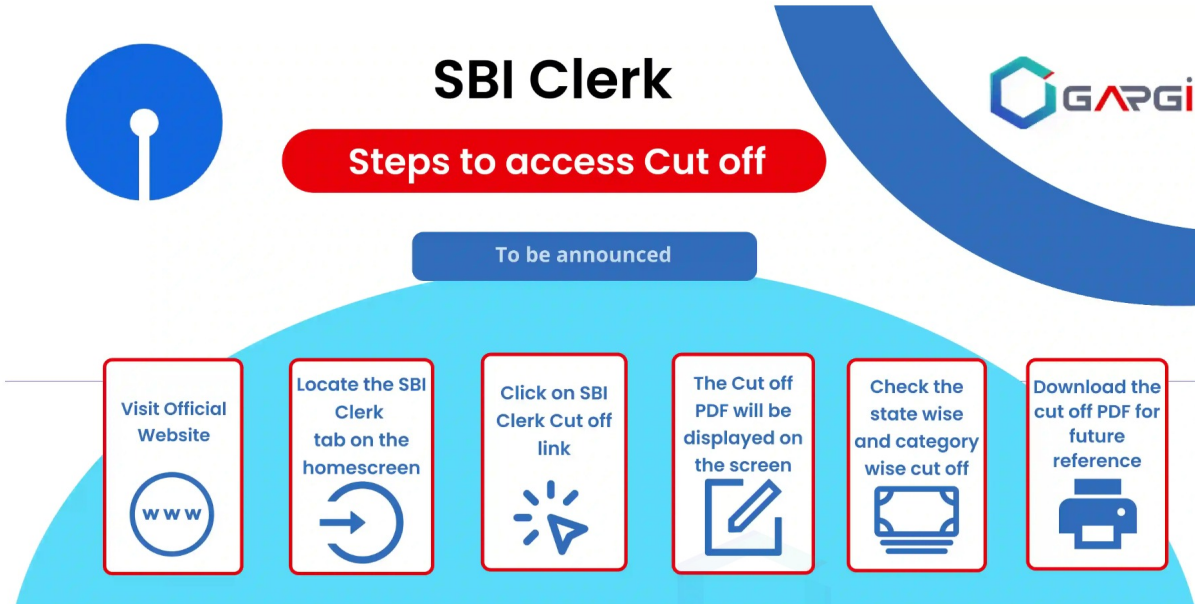 SBI Clerk
GARGI
Steps to access Cut off
To be announced
Visit Official
Website
www
Locate the SBI
Clerk
tab on the
homescreen
Click on SBI
Clerk Cut off
link
The Cut off
PDF will be
displayed on
the screen
Check the
state wise
and category
wise cut off
Download the
cut off PDF for
future
reference